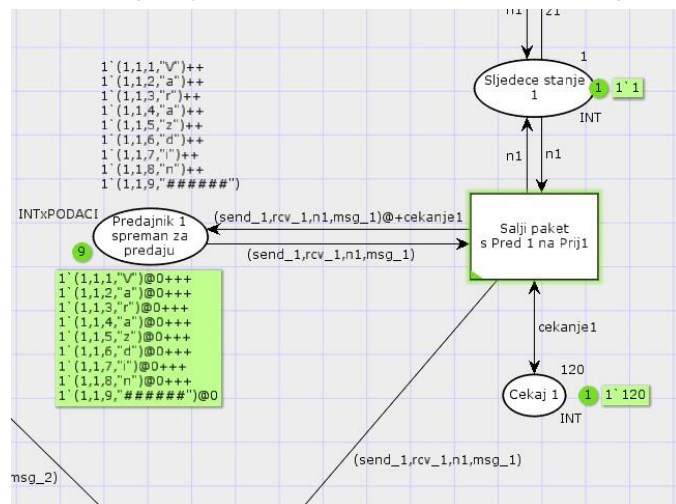 n1
21
1`(1,1,1,"V")++
1`(1,1,2,"a")++
1`(1,1,3,"r")++
1`(1,1,4,"a")++
1`(1,1,5,"z")++
1`(1,1,6,"d")++
1`(1,1,7,"i")++
1`(1,1,8,"n")++
1`(1,1,9,"######")
1
Sljedece stanje
1
1
1`1
INT
n1
n1
INTxPODACI
Predajnik 1
spreman za
predaju
9
(send_1,rcv_1,n1,msg_1)@+cekanje1
(send_1,rcv_1,n1,msg_1)
Salji paket
s Pred 1 na Prij1
1`(1,1,1,"V")@0+++
1`(1,1,2,"a")@0+++
1`(1,1,3,"r")@0+++
1`(1,1,4,"a")@0+++
1`(1,1,5,"z")@0+++
1`(1,1,6,"d")@0+++
1`(1,1,7,"i")@0+++
1`(1,1,8,"n")@0+++
1`(1,1,9,"######")@0
cekanje1
120
Cekaj 1
1
1`120
INT
(send_1,rcv_1,n1,msg_1)
msg_2)